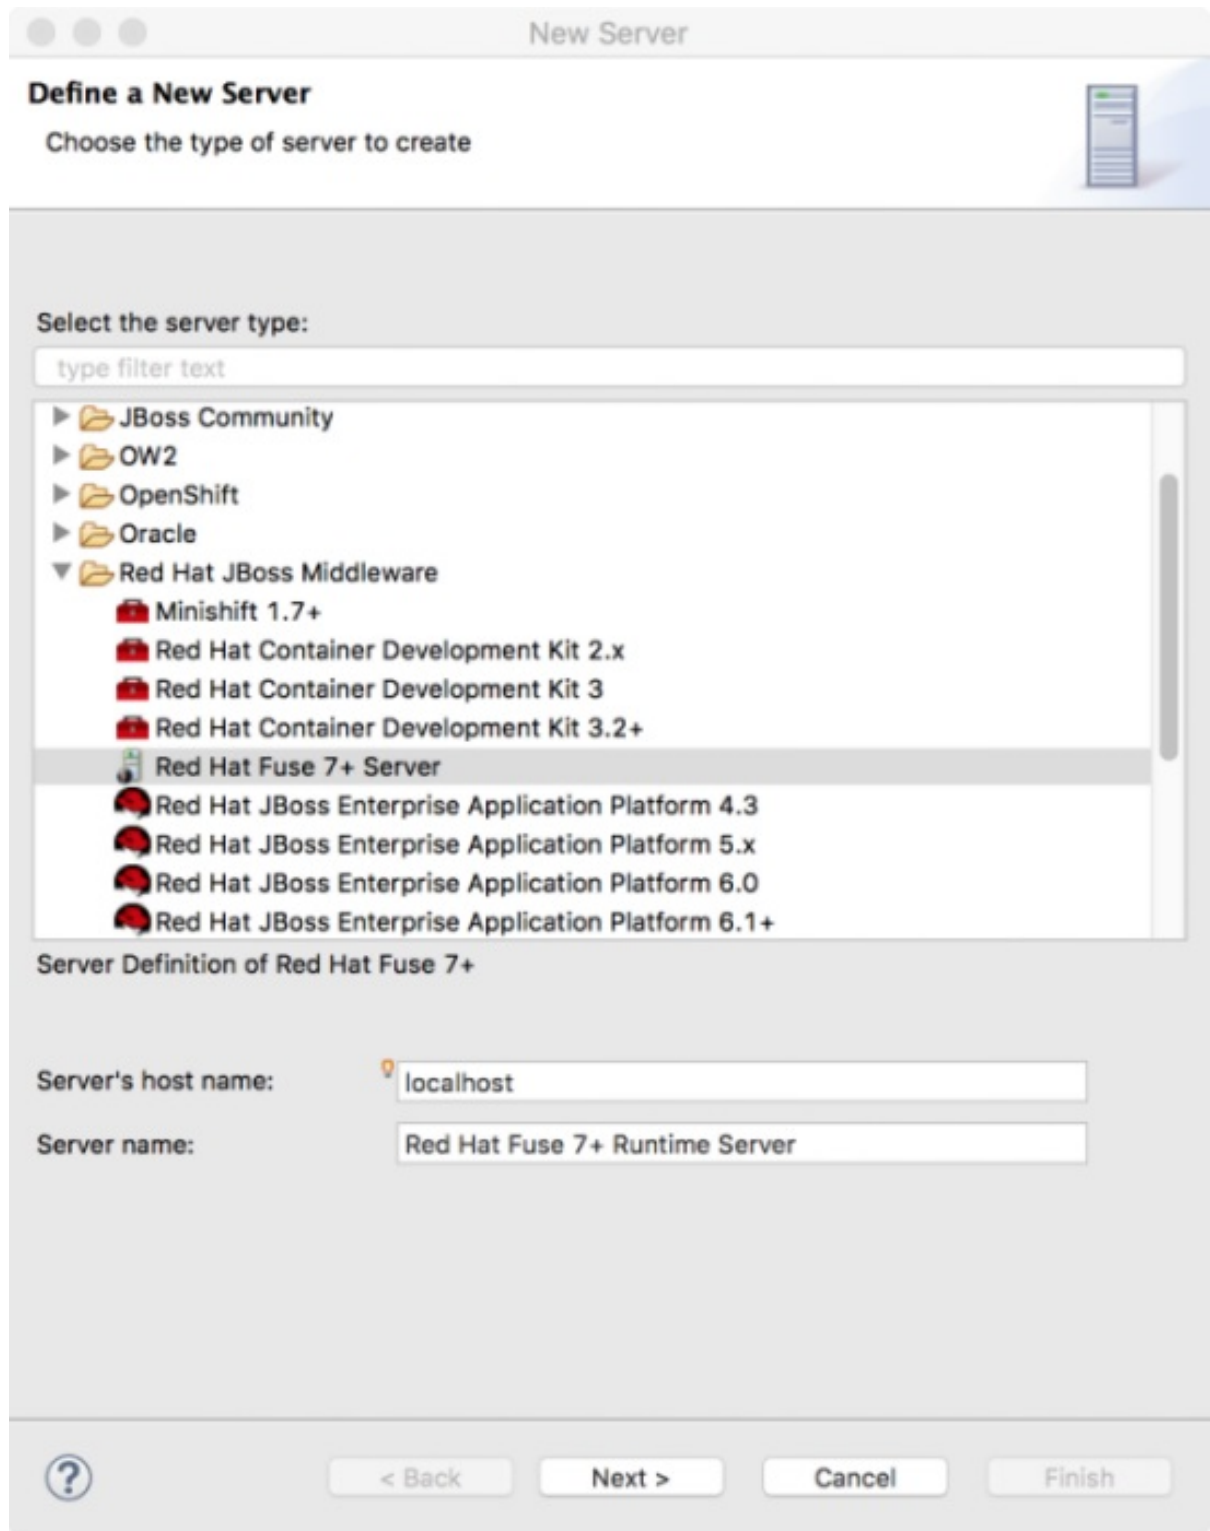 New Server
Define a New Server
Choose the type of server to create
Select the server type:
type filter text
JBoss Community
OW2
OpenShift
Oracle
Red Hat JBoss Middleware
Minishift 1.7+
Red Hat Container Development Kit 2.x
Red Hat Container Development Kit 3
Red Hat Container Development Kit 3.2+
Red Hat Fuse 7+ Server
Red Hat JBoss Enterprise Application Platform 4.3
Red Hat JBoss Enterprise Application Platform 5.x
Red Hat JBoss Enterprise Application Platform 6.0
Red Hat JBoss Enterprise Application Platform 6.1+
Server Definition of Red Hat Fuse 7+
Server's host name: localhost
Server name: Red Hat Fuse 7+ Runtime Server
? < Back Next > Cancel Finish